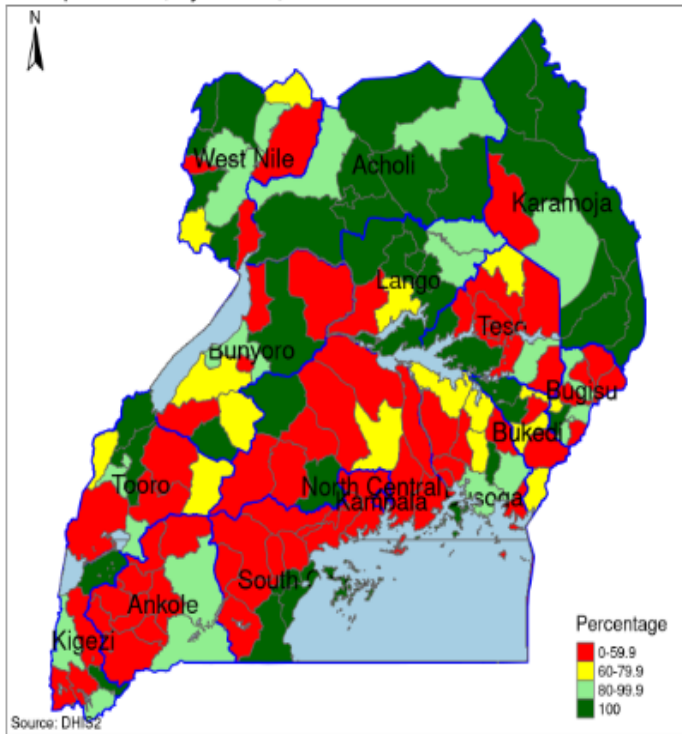 N
West Nile
Acholi
Karamoja
Lango
Teso
Bunyoro
Bugisu
Bukedi
Tooro
North Central
Kampala
South
Ankole
Kigezi
Percentage
0-59.9
60-79.9
80-99.9
100
Source: DHIS2